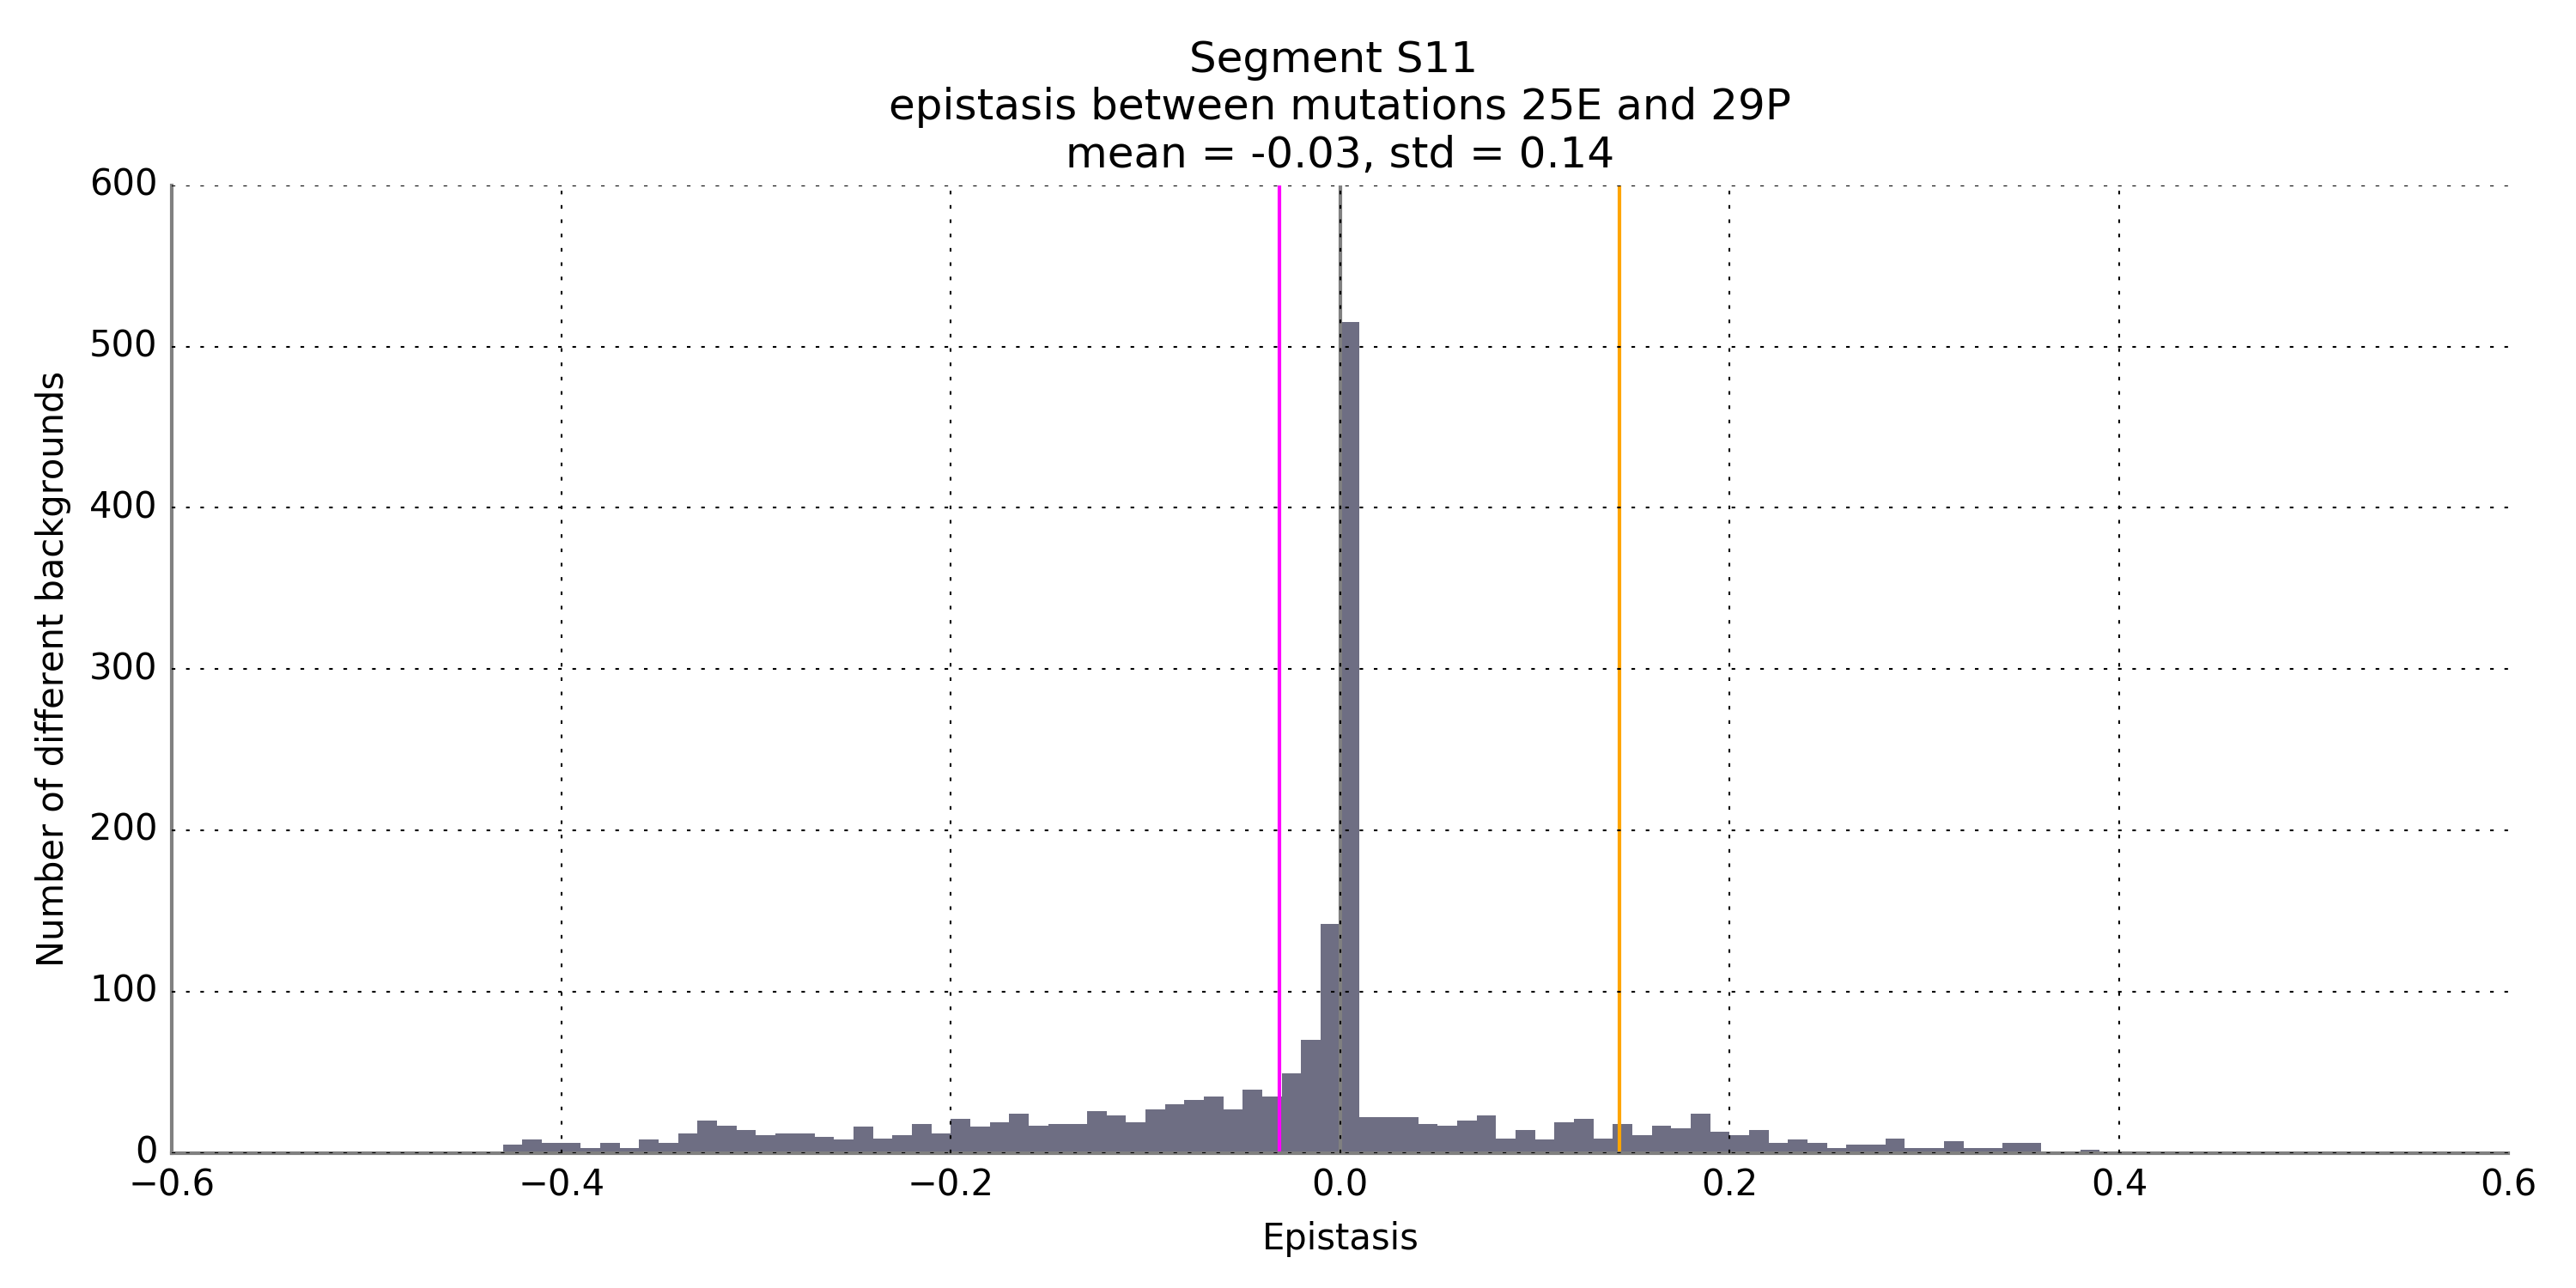 Segment S11
epistasis between mutations 25E and 29P
mean = -0.03, std = 0.14
600
500
400
300
200
100
0
Number of different backgrounds
−0.6
−0.4
−0.2
0.0
0.2
0.4
0.6
Epistasis